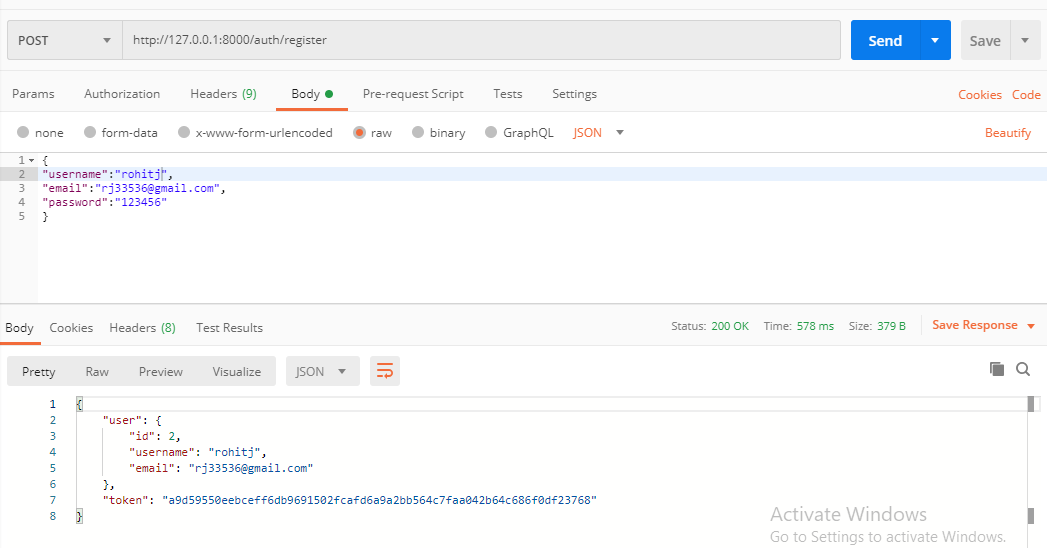 POST http://127.0.0.1:8000/auth/register Send Save
Params Authorization Headers (9) Body Pre-request Script Tests Settings Cookies Code
none form-data x-www-form-urlencoded raw binary GraphQL JSON Beautify
1 {
2 "username":"rohitj",
3 "email":"rj33536@gmail.com",
4 "password":"123456"
5 }
Body Cookies Headers (8) Test Results Status: 200 OK Time: 578 ms Size: 379 B Save Response
Pretty Raw Preview Visualize JSON
1 {
2 "user": {
3 "id": 2,
4 "username": "rohitj",
5 "email": "rj33536@gmail.com"
6 },
7 "token": "a9d59550eebceff6db9691502fcafd6a9a2bb564c7faa042b64c686f0df23768"
8 }
Activate Windows
Go to Settings to activate Windows.